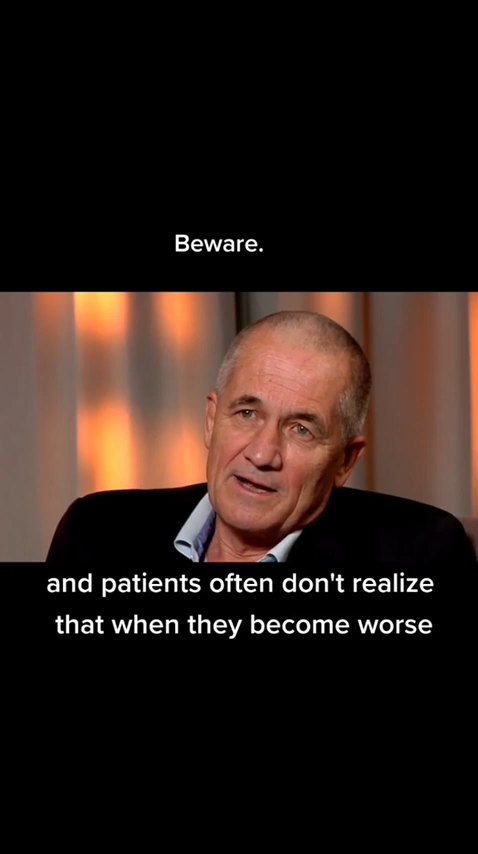 Beware.
and patients often don't realize
that when they become worse